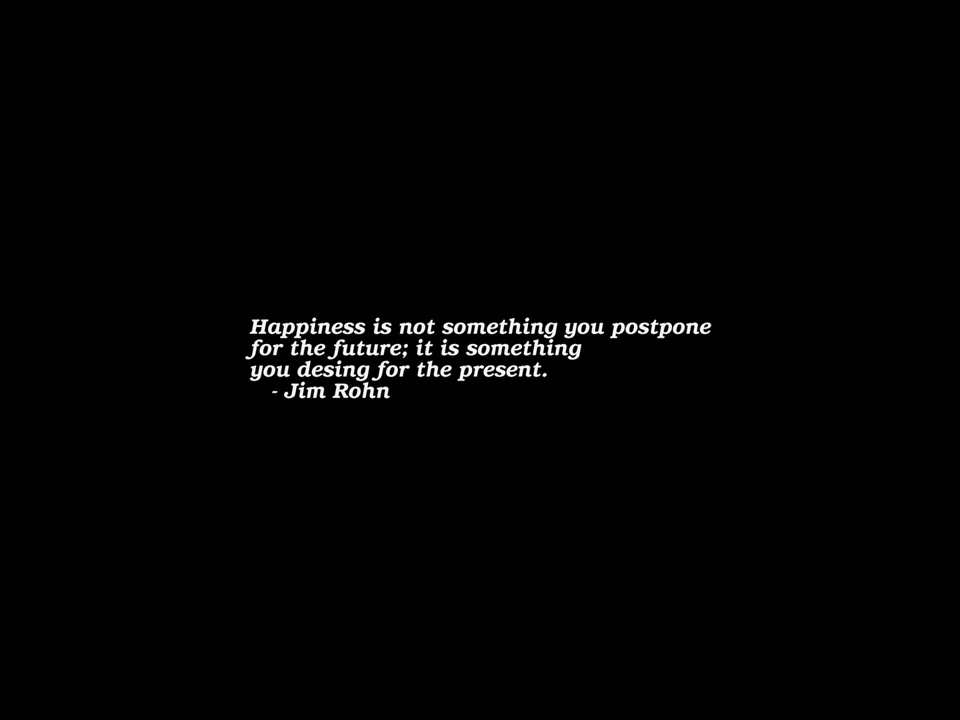 Happiness is not something you postpone
for the future; it is something
you desing for the present.
- Jim Rohn